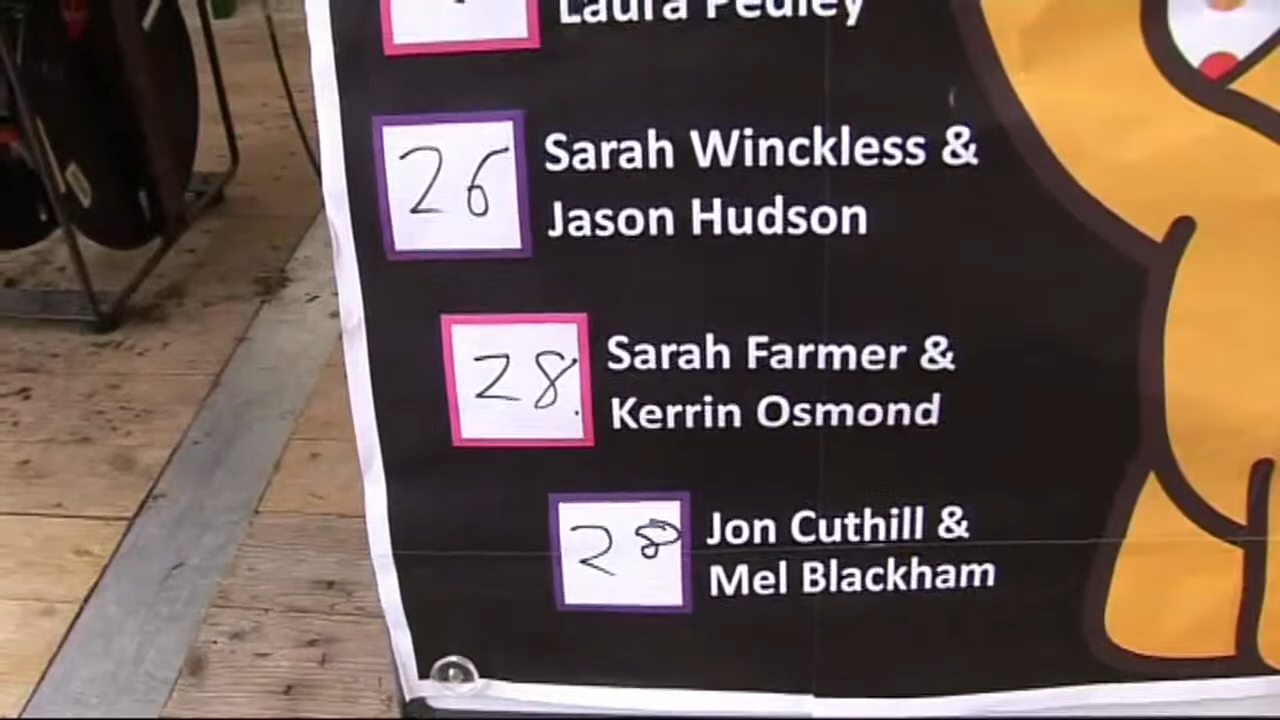 Laura Pedley
26
Sarah Winckless &
Jason Hudson
28.
Sarah Farmer &
Kerrin Osmond
28
Jon Cuthill &
Mel Blackham